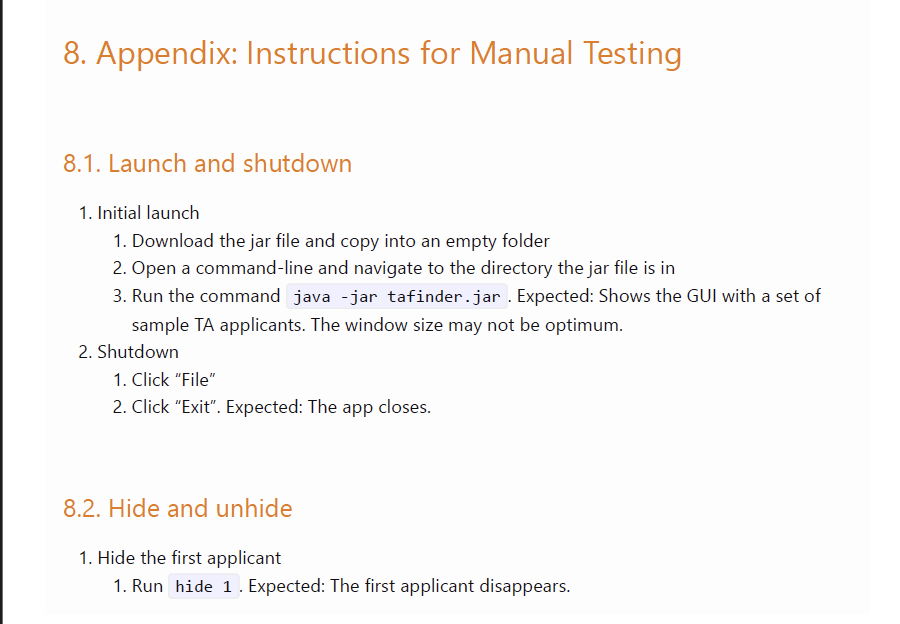 8. Appendix: Instructions for Manual Testing
8.1. Launch and shutdown
1. Initial launch
1. Download the jar file and copy into an empty folder
2. Open a command-line and navigate to the directory the jar file is in
3. Run the command java -jar tafinder.jar. Expected: Shows the GUI with a set of
sample TA applicants. The window size may not be optimum.
2. Shutdown
1. Click “File”
2. Click “Exit”. Expected: The app closes.
8.2. Hide and unhide
1. Hide the first applicant
1. Run hide 1. Expected: The first applicant disappears.